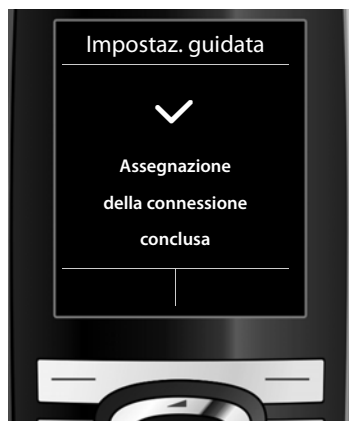 Impostaz. guidata
Assegnazione
della connessione
conclusa